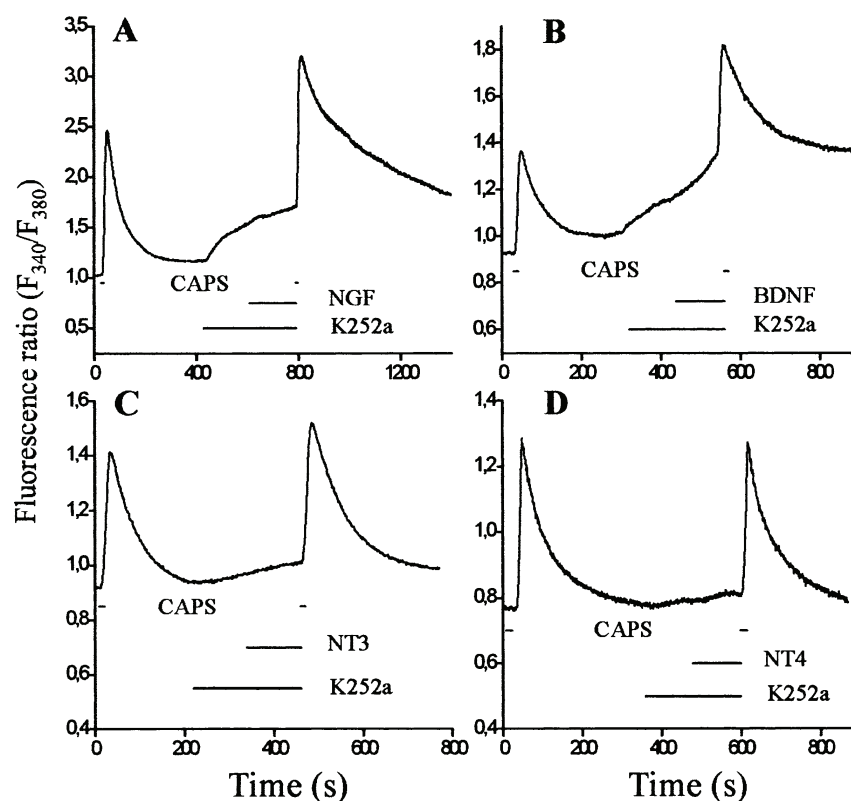 Fluorescence ratio (F340/F380)
A
3,5
3,0
2,5
2,0
1,5
1,0
0,5
CAPS
NGF
K252a
0 400 800 1200
B
1,8
1,6
1,4
1,2
1,0
0,8
0,6
CAPS
BDNF
K252a
0 200 400 600 800
C
1,6
1,4
1,2
1,0
0,8
0,6
0,4
CAPS
NT3
K252a
0 200 400 600 800
Time (s)
D
1,4
1,2
1,0
0,8
0,6
0,4
CAPS
NT4
K252a
0 200 400 600 800
Time (s)